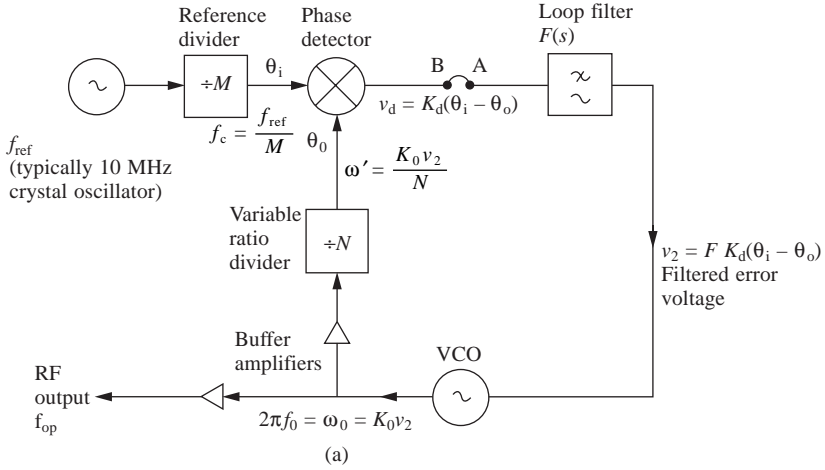 Reference
divider
Phase
detector
Loop filter
F(s)
÷M
θi
B A
vd = Kd(θi – θo)
fc = fref/M
θ0
fref
(typically 10 MHz
crystal oscillator)
ω′ = K0v2/N
Variable
ratio
divider
÷N
v2 = F Kd(θi – θo)
Filtered error
voltage
Buffer
amplifiers
VCO
RF
output
fop
2πf0 = ω0 = K0v2
(a)